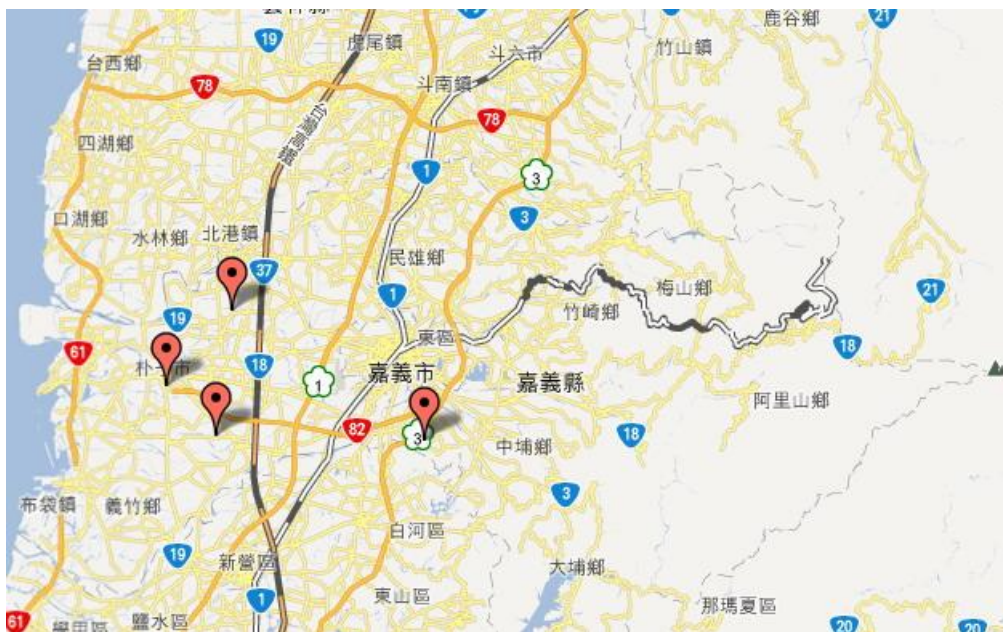 19
21
鹿谷鄉
虎尾鎮
斗六市
竹山鎮
台西鄉
78
斗南鎮
78
台灣高鐵
四湖鄉
1
3
口湖鄉
水林鄉
北港鎮
3
民雄鄉
37
梅山鄉
21
1
竹崎鄉
19
東區
18
61
18
嘉義市
嘉義縣
1
阿里山鄉
82
3
18
中埔鄉
布袋鎮
義竹鄉
3
白河區
19
新營區
大埔鄉
1
東山區
那瑪夏區
61
鹽水區
20
20